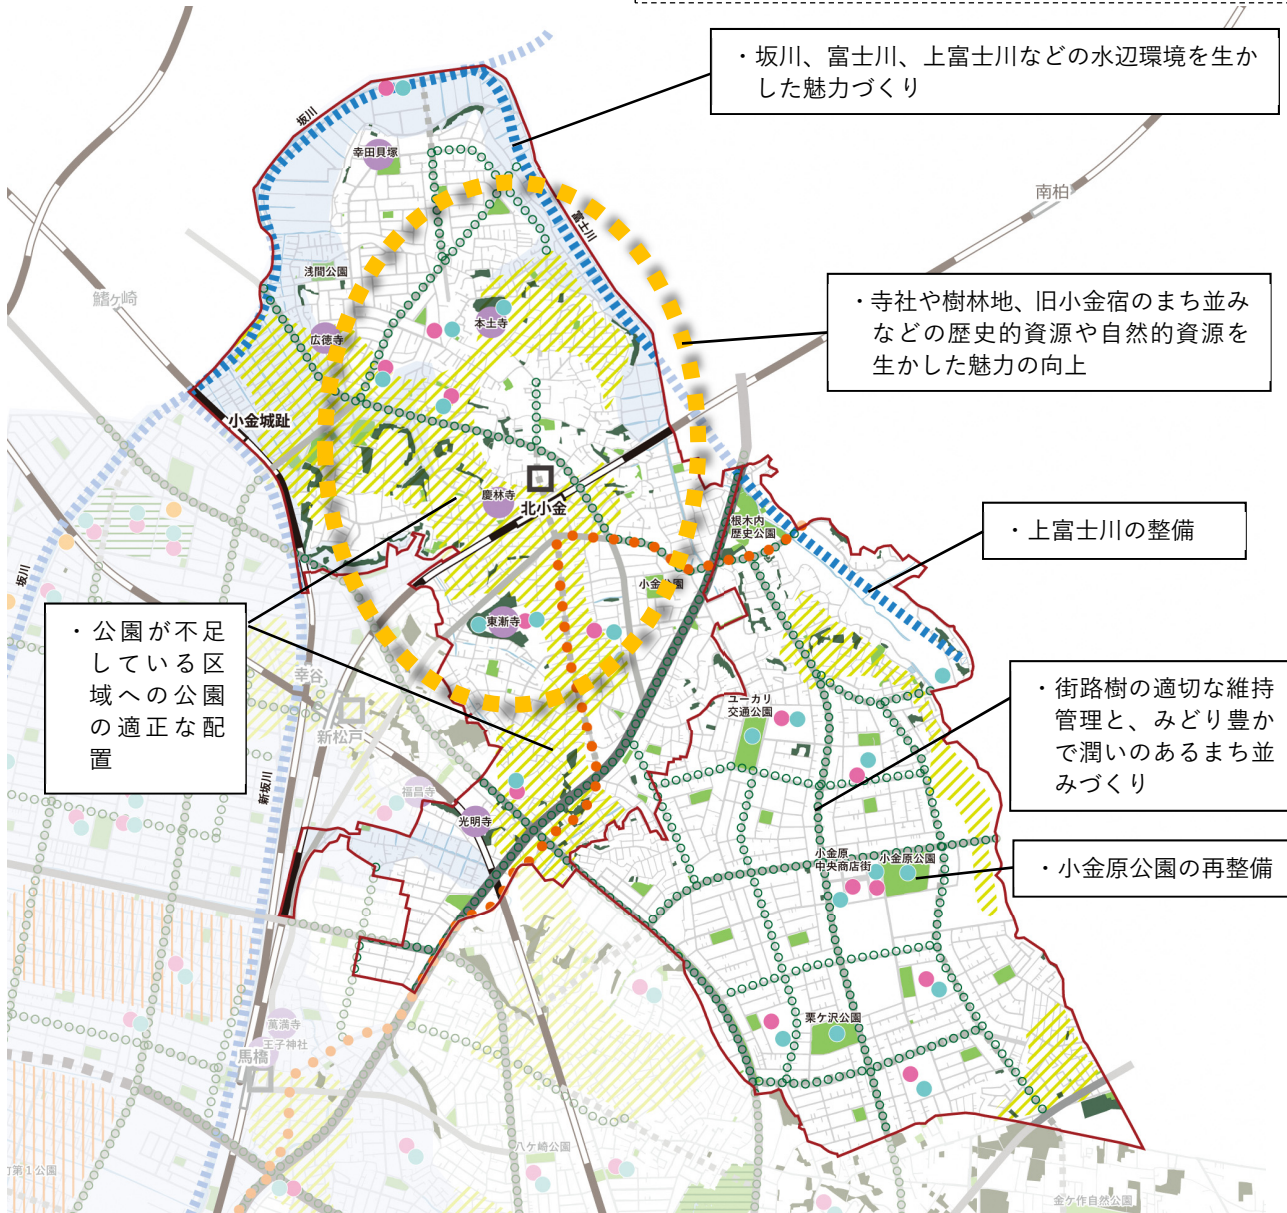 ・坂川、富士川、上富士川などの水辺環境を生か
した魅力づくり
坂川
幸田貝塚
南柏
富士川
浅間公園
鰭ケ崎
・寺社や樹林地、旧小金宿のまち並み
などの歴史的資源や自然的資源を
生かした魅力の向上
本土寺
広徳寺
小金城趾
慶林寺
北小金
根木内
歴史公園
・上富士川の整備
坂川
小金公園
・公園が不足
している区
域への公園
の適正な配
置
東漸寺
幸谷
新松戸
ユーカリ
交通公園
・街路樹の適切な維持
管理と、みどり豊か
で潤いのあるまち並
みづくり
新坂川
福昌寺
光明寺
小金原
中央商店街
小金原公園
・小金原公園の再整備
萬満寺
王子神社
馬橋
栗ケ沢公園
八ケ崎公園
町第1公園
金ケ作自然公園